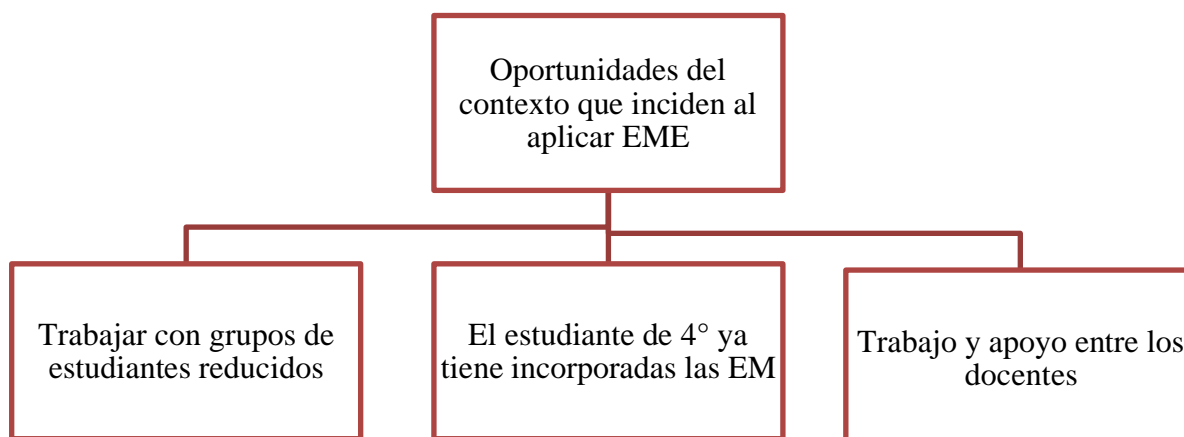 Oportunidades del
contexto que inciden al
aplicar EME
Trabajar con grupos de
estudiantes reducidos
El estudiante de 4° ya
tiene incorporadas las EM
Trabajo y apoyo entre los
docentes